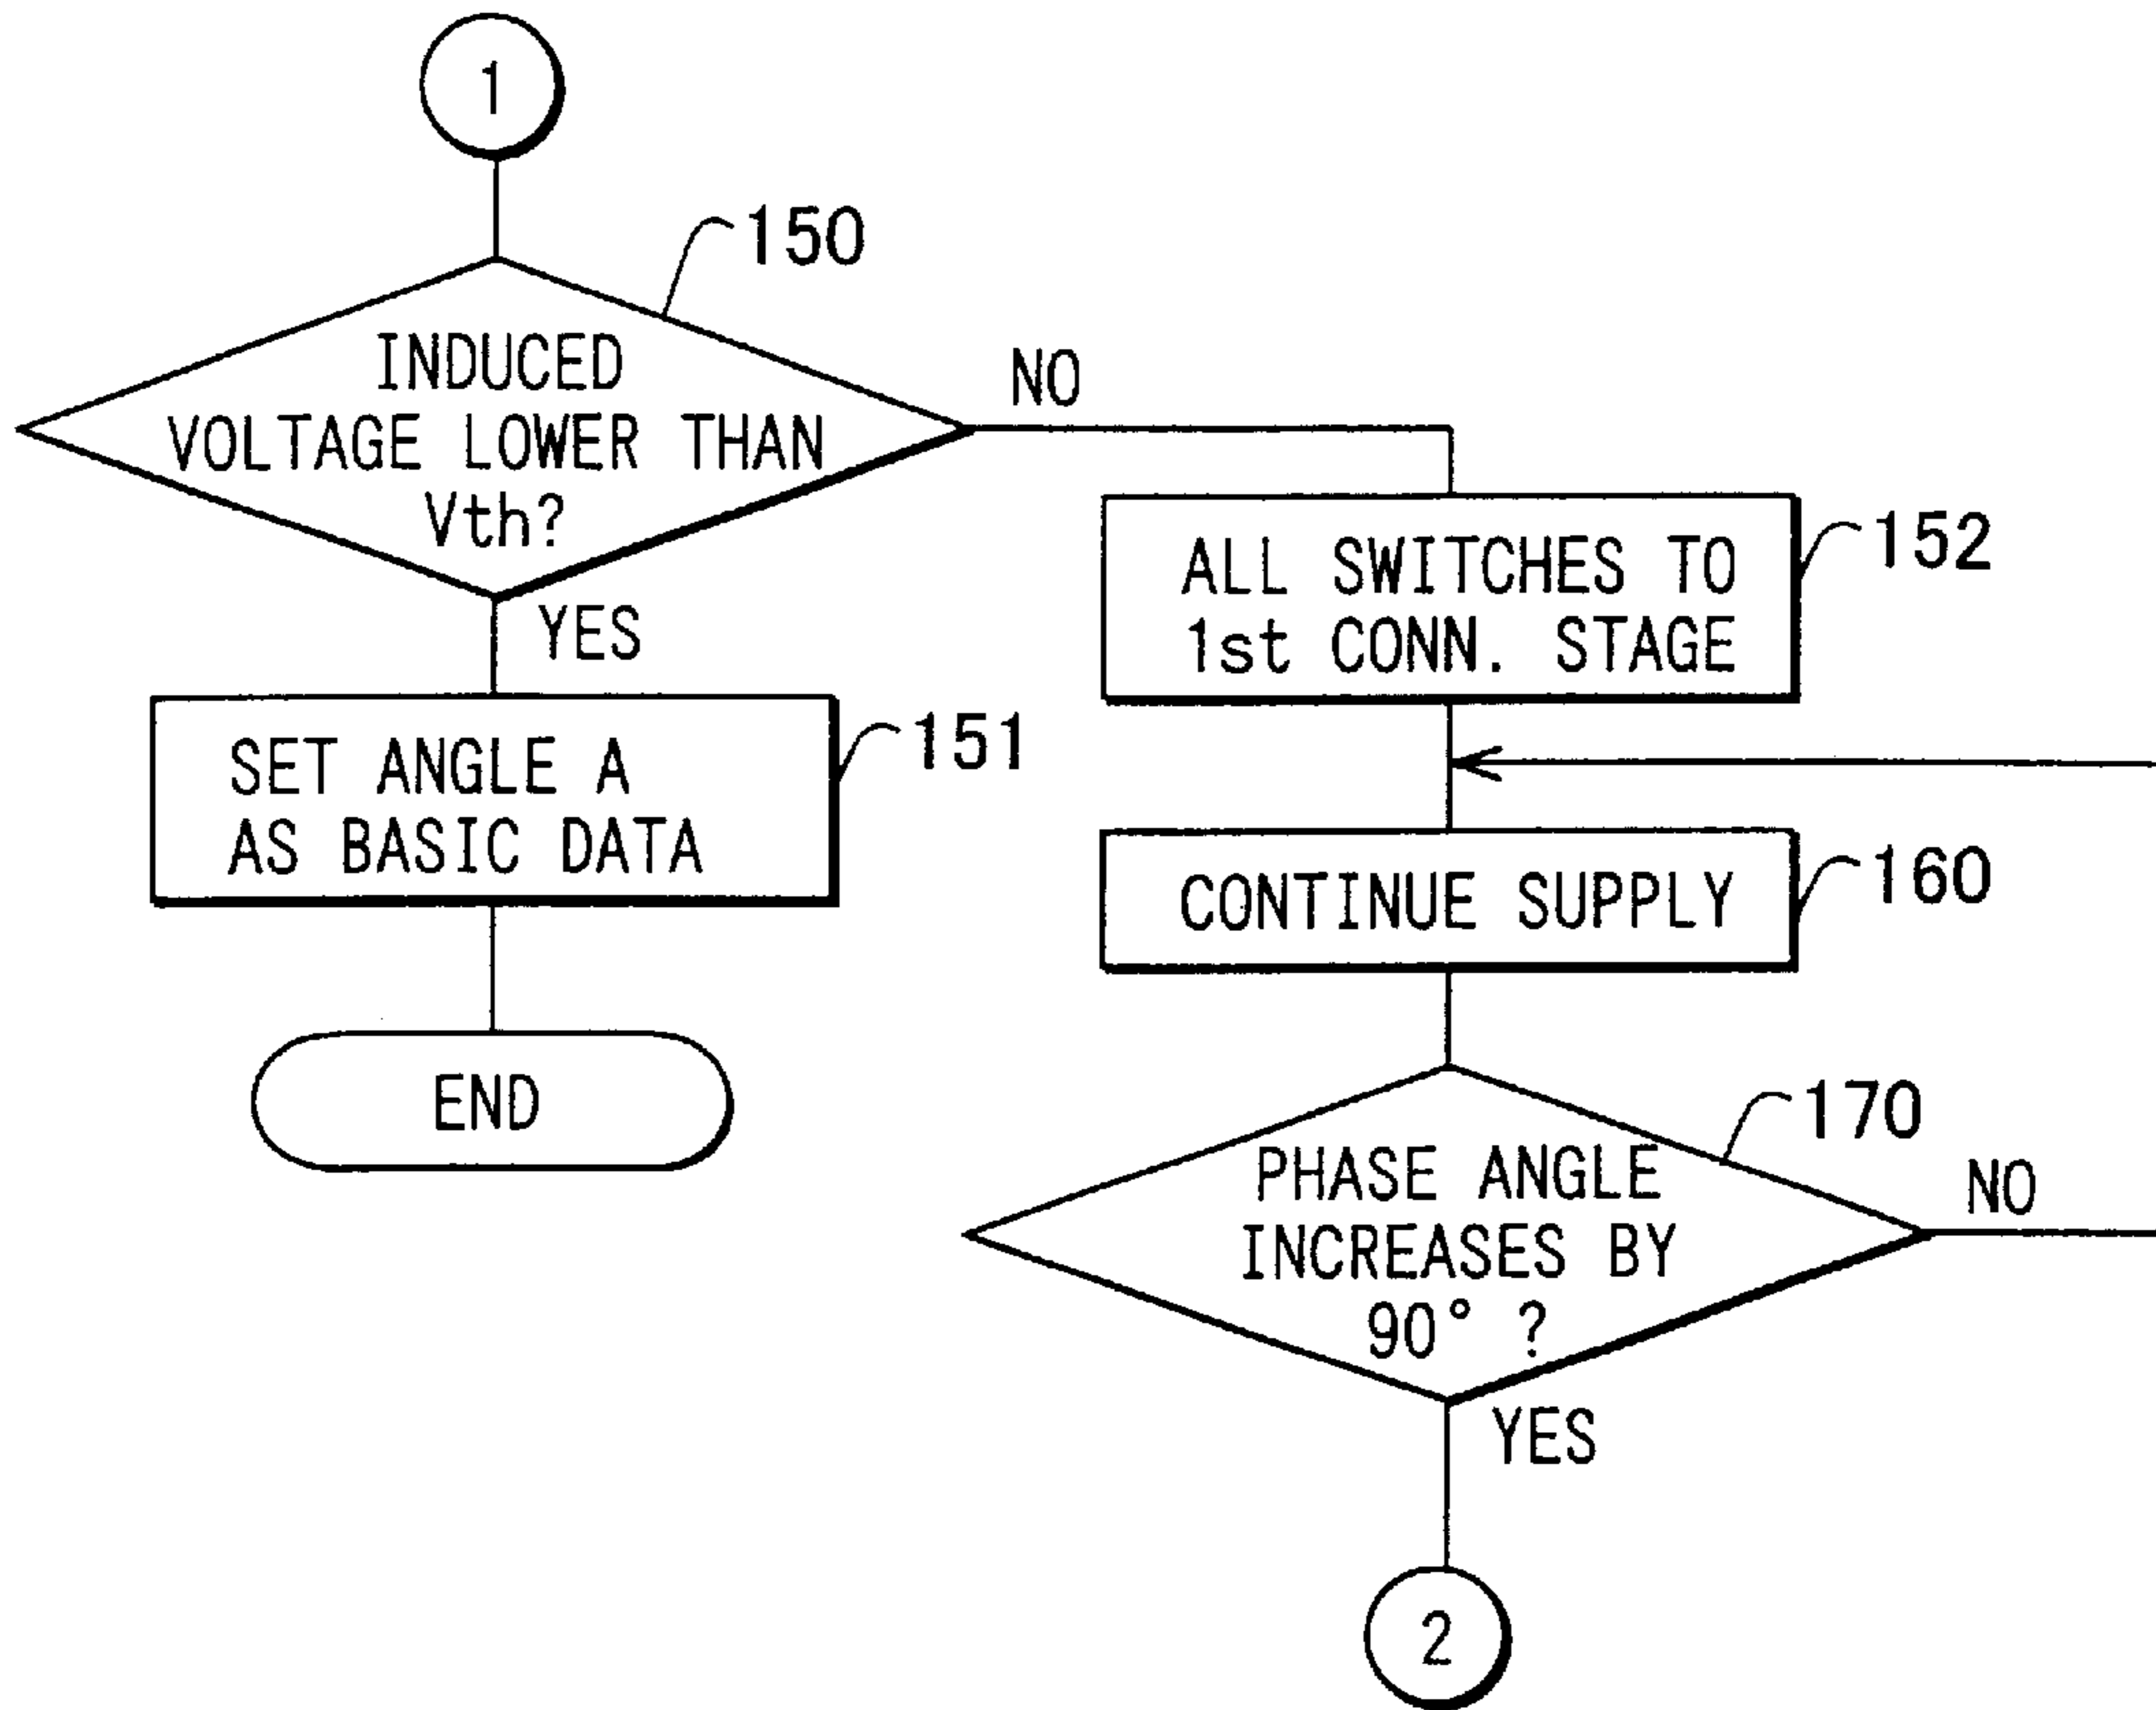 1
150
INDUCED
VOLTAGE LOWER THAN
Vth?
NO
YES
152
ALL SWITCHES TO
1st CONN. STAGE
151
SET ANGLE A
AS BASIC DATA
160
CONTINUE SUPPLY
END
170
PHASE ANGLE
INCREASES BY
90° ?
NO
YES
2